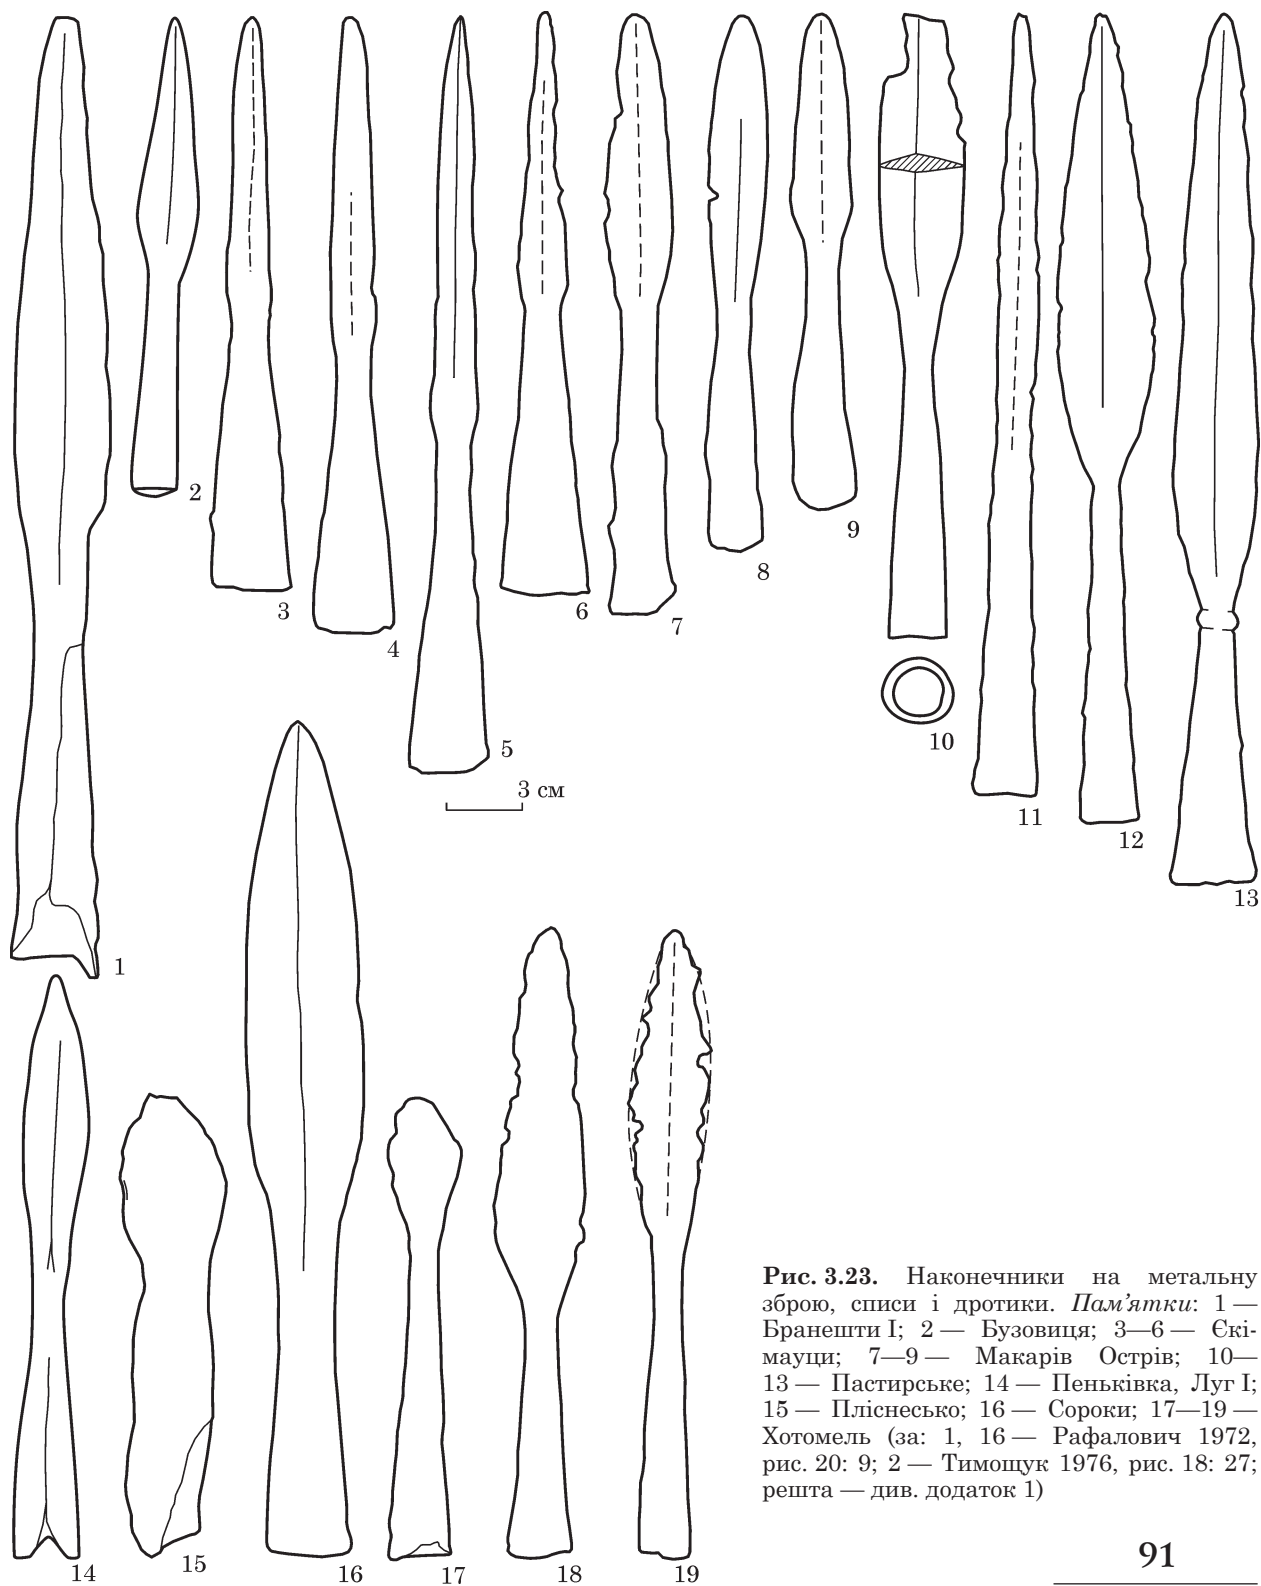 2
3
4
5
6
7
8
9
10
11
12
13
3 см
1
14
15
16
17
18
19
Рис. 3.23. Наконечники на метальну
зброю, списи і дротики. Пам’ятки: 1 —
Бранешти І; 2 — Бузовиця; 3—6 — Єкі-
мауци; 7—9 — Макарів Острів; 10—
13 — Пастирське; 14 — Пеньківка, Луг І;
15 — Пліснесько; 16 — Сороки; 17—19 —
Хотомель (за: 1, 16 — Рафалович 1972,
рис. 20: 9; 2 — Тимощук 1976, рис. 18: 27;
решта — див. додаток 1)
91